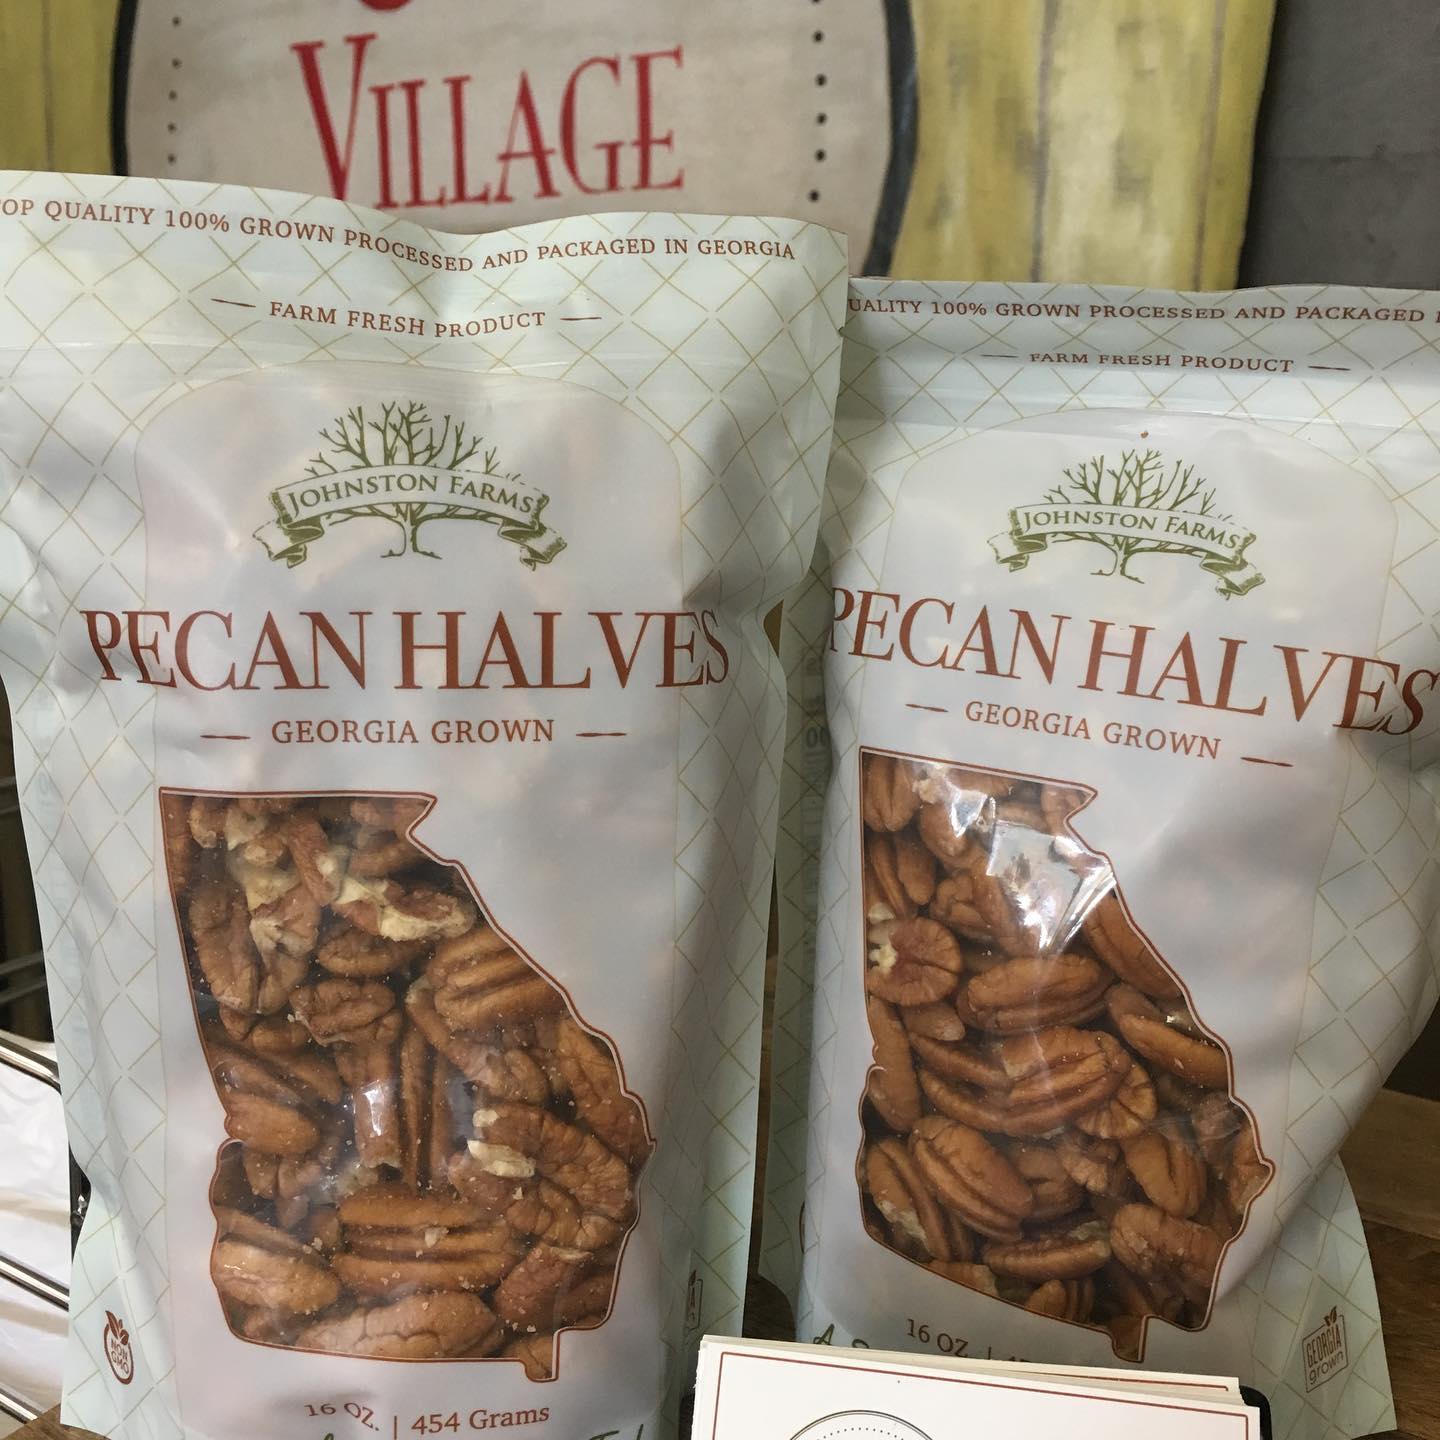 VILLAGE
QUALITY 100% GROWN PROCESSED AND PACKAGED IN GEORGIA
FARM FRESH PRODUCT
JOHNSTON FARMS
PECAN HALVES
GEORGIA GROWN
NON GMO
16 OZ. | 454 Grams
100% GROWN PROCESSED AND PACKAGED
FARM FRESH PRODUCT
JOHNSTON FARMS
PECAN HALVES
GEORGIA GROWN
16 OZ.
GEORGIA
grown